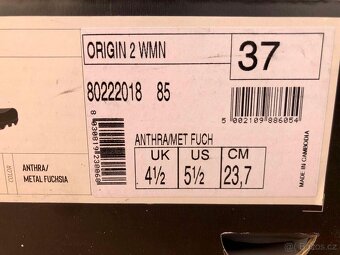 ORIGIN 2 WMN
37
80222018 85
5 002109 886054
ANTHRA/MET FUCH
UK US CM
4½ 5½ 23,7
MADE IN CAMBODIA
ANTHRA/
METAL FUCHSIA